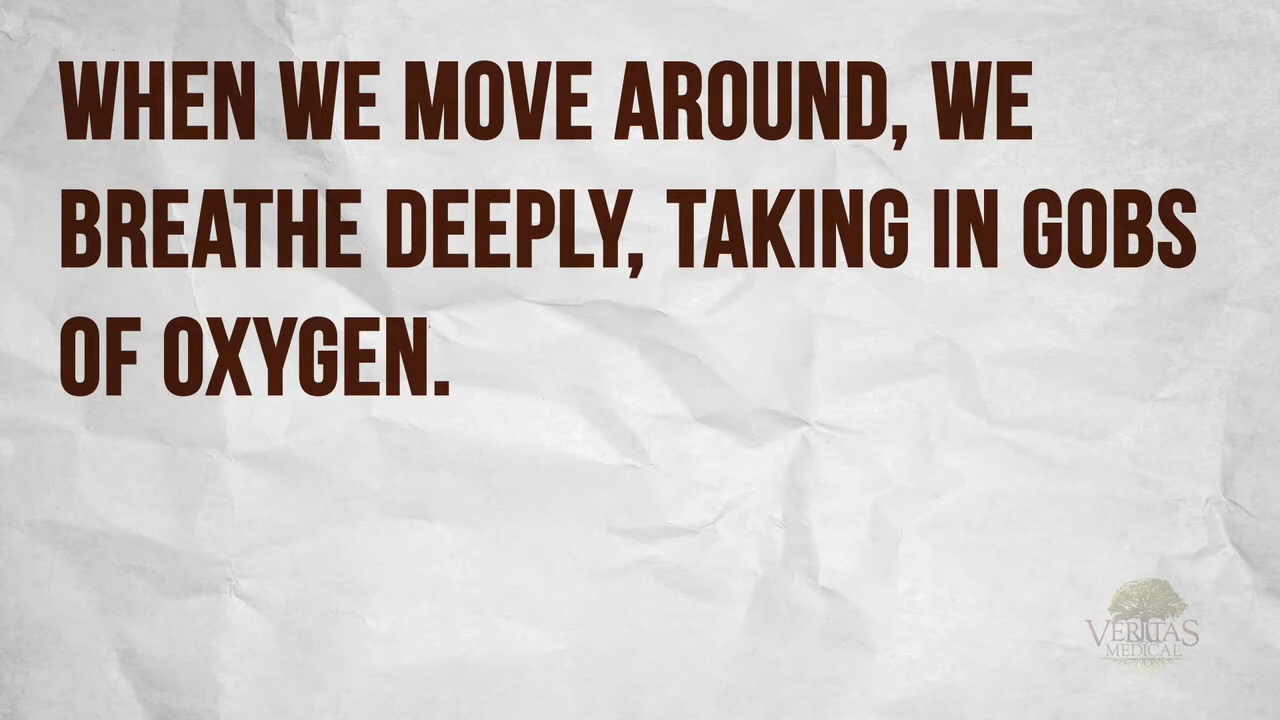 WHEN WE MOVE AROUND, WE
BREATHE DEEPLY, TAKING IN GOBS
OF OXYGEN.
VERITAS
MEDICAL